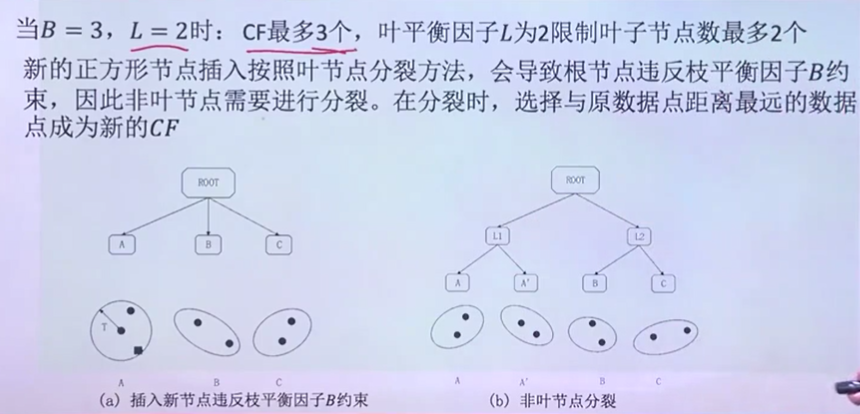 当B = 3，L = 2时：CF最多3个，叶平衡因子L为2限制叶子节点数最多2个
新的正方形节点插入按照叶节点分裂方法，会导致根节点违反枝平衡因子B约
束，因此非叶节点需要进行分裂。在分裂时，选择与原数据点距离最远的数据
点成为新的CF
ROOT
A B C
T
A B C
(a) 插入新节点违反枝平衡因子B约束
ROOT
L1 L2
A A' B C
A A' B C
(b) 非叶节点分裂